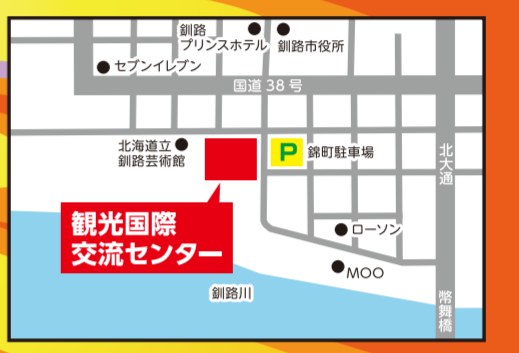 釧路
プリンスホテル
釧路市役所
セブンイレブン
国道38号
北海道立
釧路芸術館
P
錦町駐車場
北大通
観光国際
交流センター
ローソン
MOO
釧路川
幣舞橋